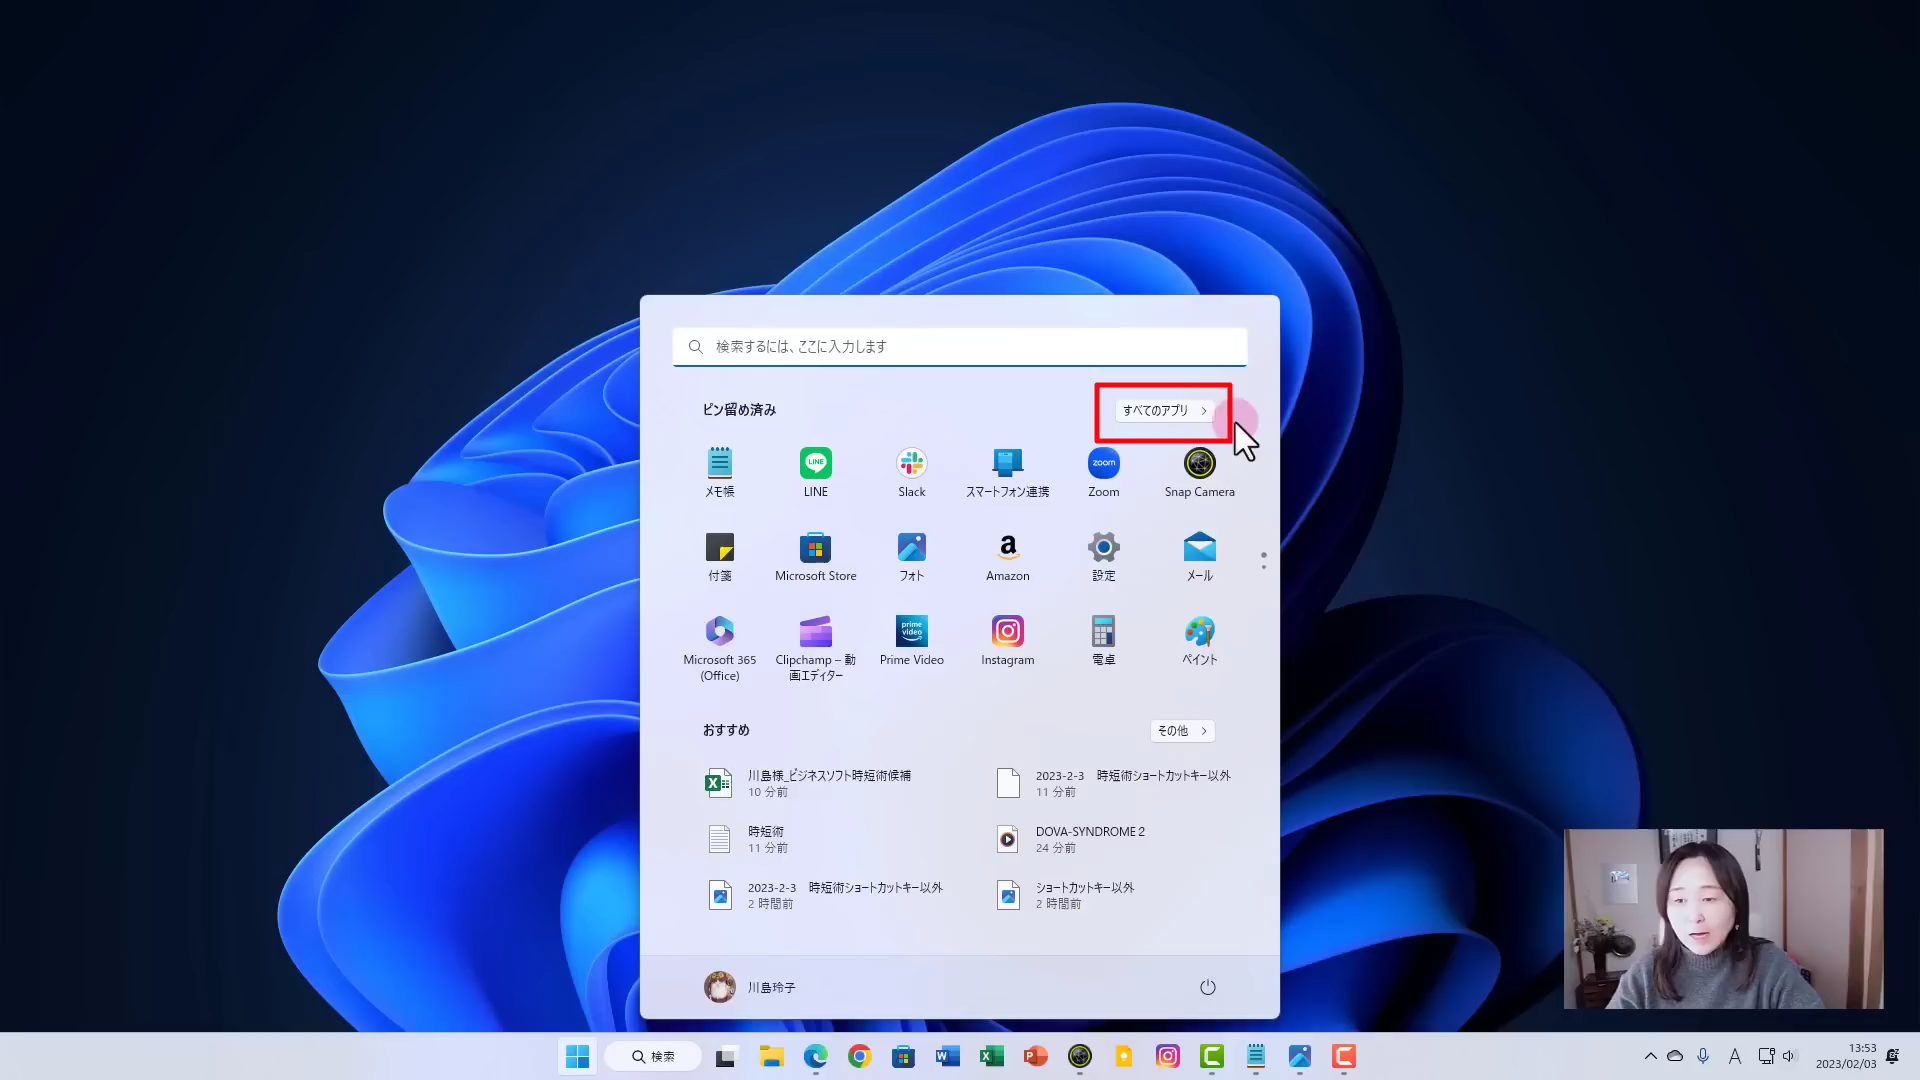 検索するには、ここに入力します
ピン留め済み
すべてのアプリ
メモ帳
LINE
LINE
Slack
スマートフォン連携
zoom
Zoom
Snap Camera
付箋
Microsoft Store
フォト
a
Amazon
設定
メール
Microsoft 365
(Office)
Clipchamp – 動
画エディター
prime
video
Prime Video
Instagram
電卓
ペイント
おすすめ
その他
川島様_ビジネスソフト時短術候補
10 分前
2023-2-3　時短術ショートカットキー以外
11 分前
時短術
11 分前
DOVA-SYNDROME 2
24 分前
2023-2-3　時短術ショートカットキー以外
2 時間前
ショートカットキー以外
2 時間前
川島玲子
検索
A
13:53
2023/02/03